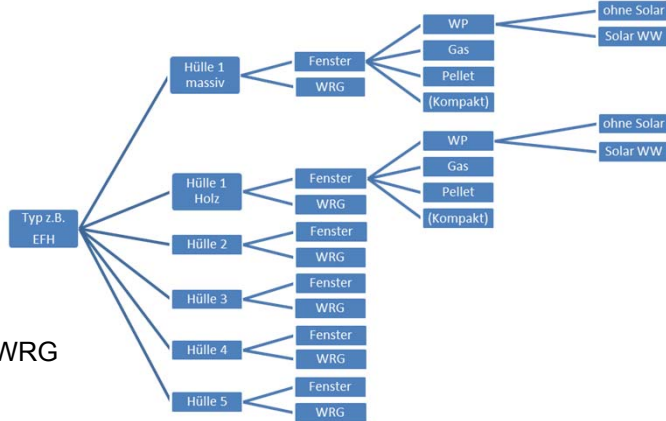 ohne Solar
WP
Solar WW
Hülle 1
massiv
Fenster
Gas
WRG
Pellet
(Kompakt)
ohne Solar
WP
Solar WW
Hülle 1
Holz
Fenster
Gas
WRG
Pellet
(Kompakt)
Typ z.B.
EFH
Hülle 2
Fenster
WRG
Hülle 3
Fenster
WRG
WRG
Hülle 4
Fenster
WRG
Hülle 5
Fenster
WRG